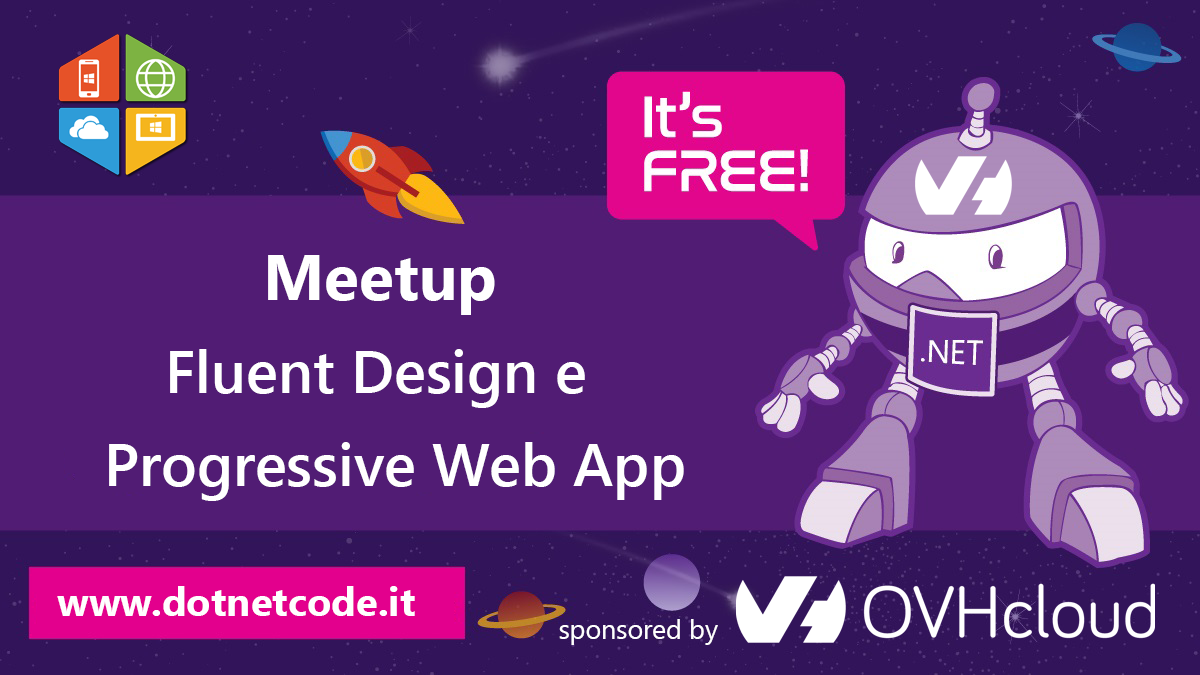 It's
FREE!
Meetup
Fluent Design e
Progressive Web App
.NET
www.dotnetcode.it
sponsored by
OVHcloud